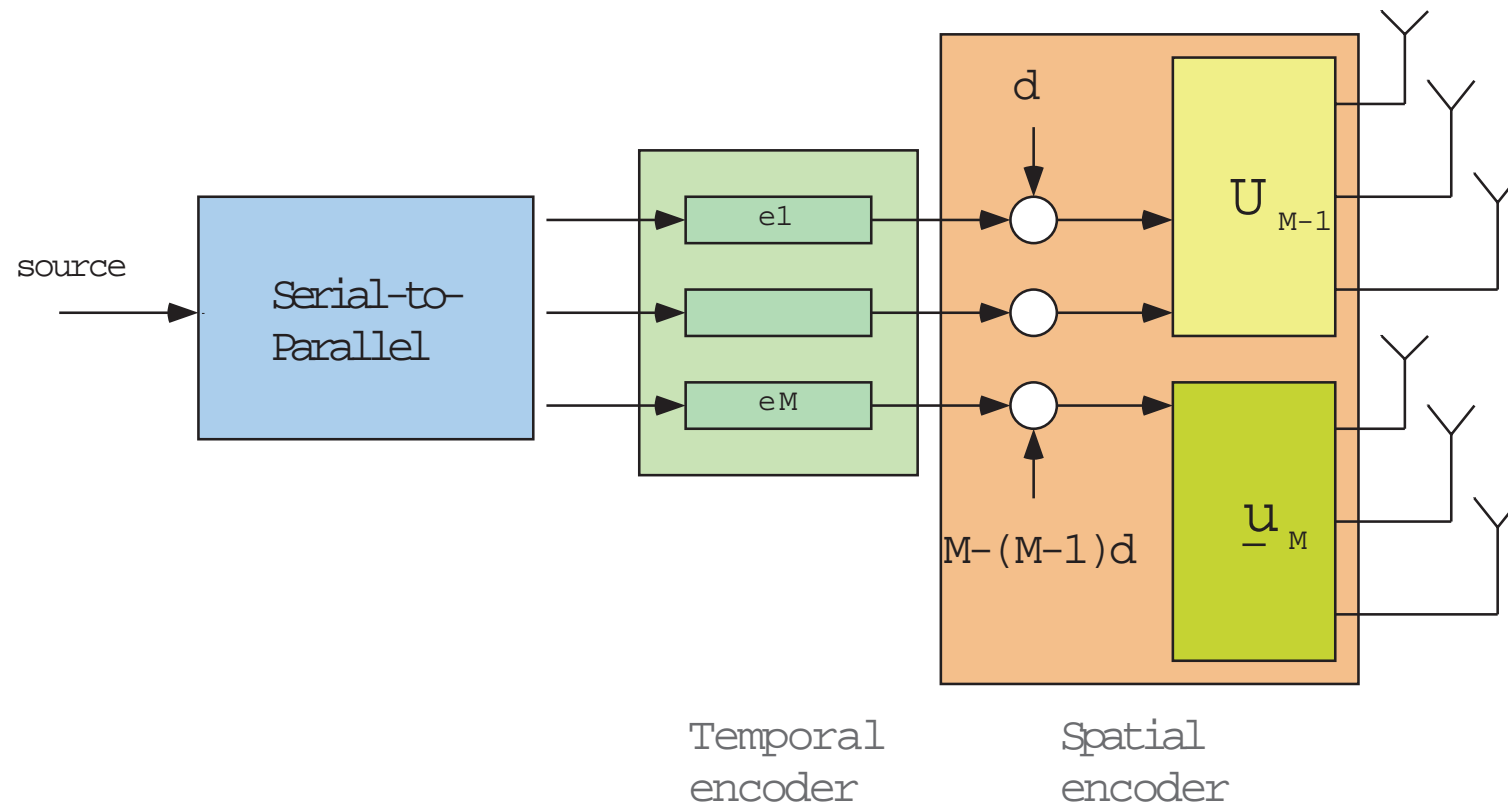 source
Serial-to-
Parallel
e1
eM
d
M-(M-1)d
U M-1
u M
Temporal
encoder
Spatial
encoder